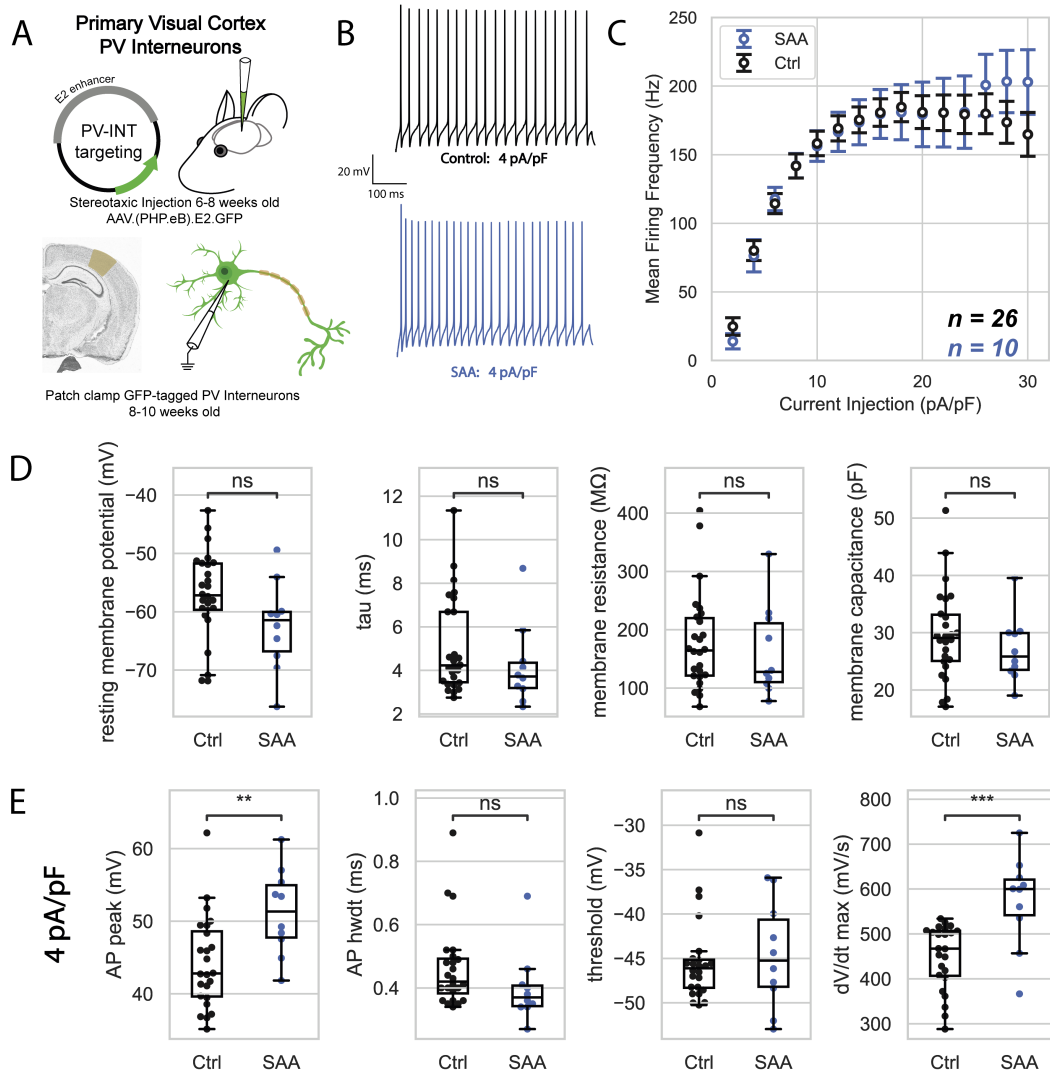 A
Primary Visual Cortex
PV Interneurons
E2 enhancer
PV-INT
targeting
Stereotaxic Injection 6-8 weeks old
AAV.(PHP.eB).E2.GFP
Patch clamp GFP-tagged PV Interneurons
8-10 weeks old
B
Control: 4 pA/pF
20 mV
100 ms
SAA: 4 pA/pF
C
Mean Firing Frequency (Hz)
250
200
150
100
50
0
SAA
Ctrl
n = 26
n = 10
0
10
20
30
Current Injection (pA/pF)
D
resting membrane potential (mV)
−40
−50
−60
−70
ns
Ctrl
SAA
tau (ms)
12
10
8
6
4
2
ns
Ctrl
SAA
membrane resistance (MΩ)
400
300
200
100
ns
Ctrl
SAA
membrane capacitance (pF)
50
40
30
20
ns
Ctrl
SAA
E
4 pA/pF
AP peak (mV)
60
50
40
**
Ctrl
SAA
AP hwdt (ms)
1.0
0.8
0.6
0.4
ns
Ctrl
SAA
threshold (mV)
−30
−35
−40
−45
−50
ns
Ctrl
SAA
dV/dt max (mV/s)
800
700
600
500
400
300
***
Ctrl
SAA